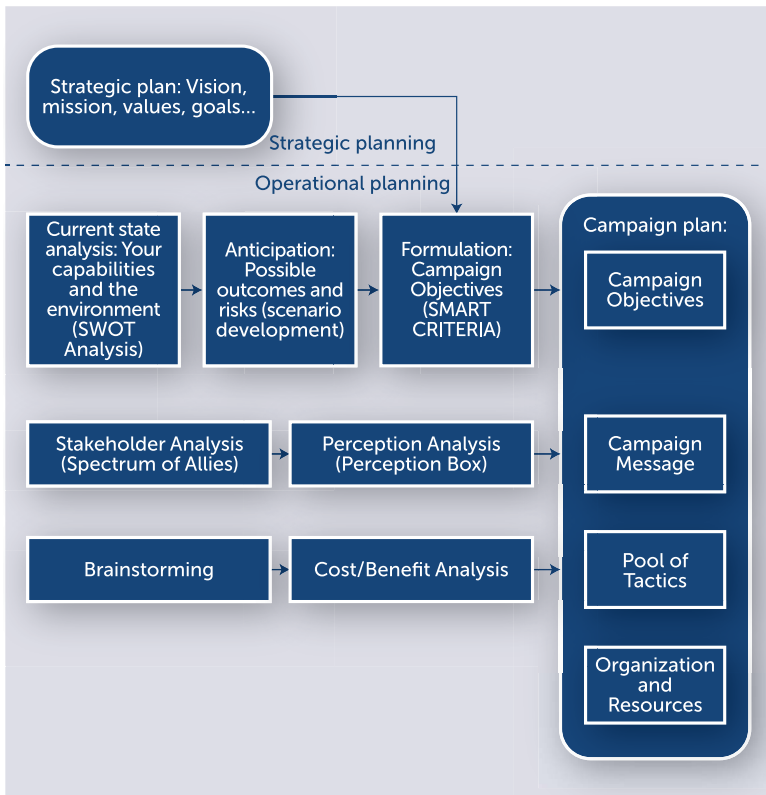 Strategic plan: Vision,
mission, values, goals...
Strategic planning
Operational planning
Current state
analysis: Your
capabilities
and the
environment
(SWOT
Analysis)
Anticipation:
Possible
outcomes and
risks (scenario
development)
Formulation:
Campaign
Objectives
(SMART
CRITERIA)
Campaign plan:
Campaign
Objectives
Stakeholder Analysis
(Spectrum of Allies)
Perception Analysis
(Perception Box)
Campaign
Message
Brainstorming
Cost/Benefit Analysis
Pool of
Tactics
Organization
and
Resources